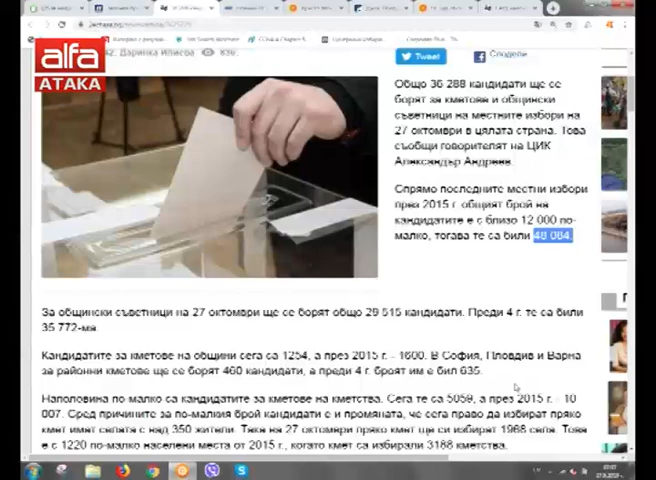 alfa
АТАКА
Даринка Илиева
836
Tweet
Сподели
Общо 36 288 кандидати ще се
борят за кметове и общински
съветници на местните избори на
27 октомври в цялата страна. Това
съобщи говорителят на ЦИК
Александър Андреев.
Спрямо последните местни избори
през 2015 г. общият брой на
кандидатите е с близо 12 000 по-
малко, тогава те са били 48 084.
За общински съветници на 27 октомври ще се борят общо 29 515 кандидати. Преди 4 г. те са били
35 772-ма.
Кандидатите за кметове на общини сега са 1254, а през 2015 г. - 1600. В София, Пловдив и Варна
за районни кметове ще се борят 460 кандидати, а преди 4 г. броят им е бил 635.
Наполовина по-малко са кандидатите за кметове на кметства. Сега те са 5059, а през 2015 г. - 10
007. Сред причините за по-малкия брой кандидати е и промяната, че сега право да избират пряко
кмет имат селата с над 350 жители. Така на 27 октомври пряко кмет ще си изберат 1968 села. Това
е с 1220 по-малко населени места от 2015 г., когато кмет са избирали 3188 кметства.